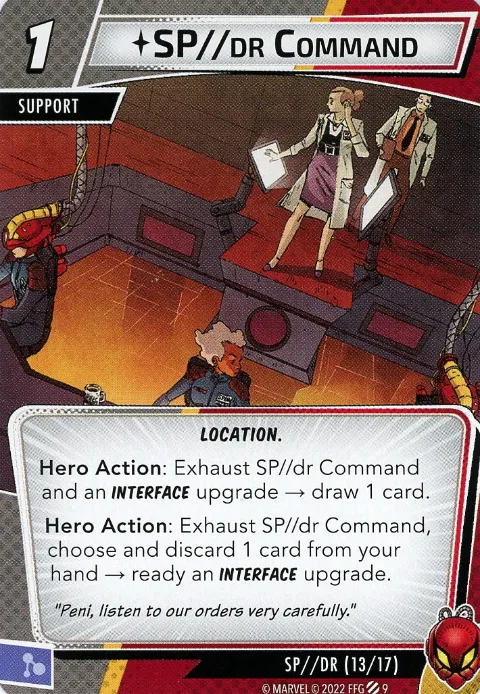 1
SP//DR COMMAND
SUPPORT
LOCATION.
Hero Action: Exhaust SP//dr Command
and an INTERFACE upgrade → draw 1 card.
Hero Action: Exhaust SP//dr Command,
choose and discard 1 card from your
hand → ready an INTERFACE upgrade.
"Peni, listen to our orders very carefully."
SP//DR (13/17)
© MARVEL © 2022 FFG 9